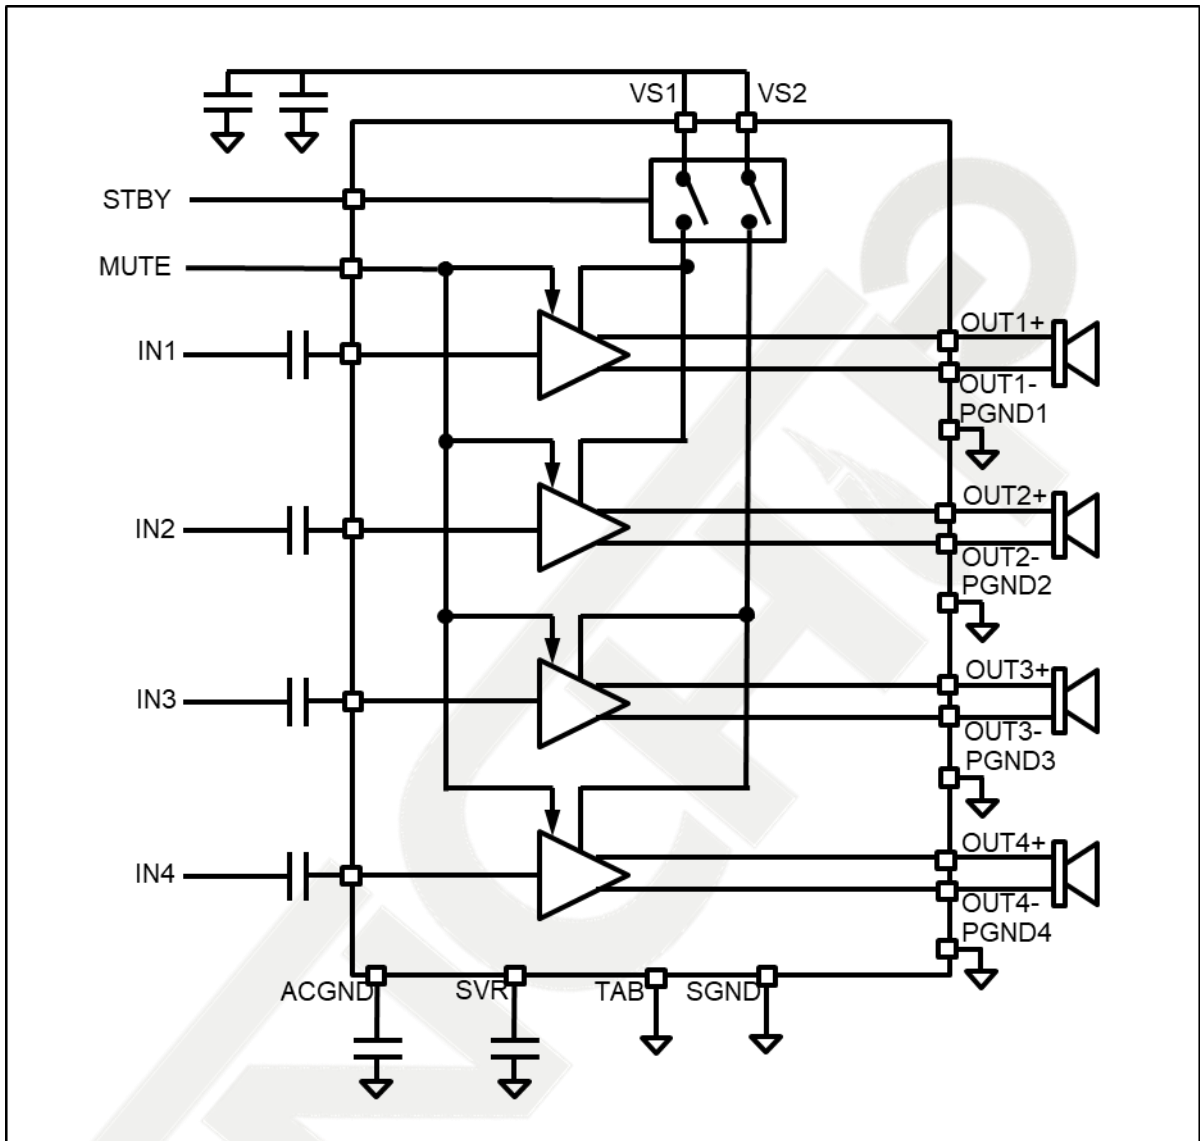 VS1
VS2
STBY
MUTE
IN1
OUT1+
OUT1-
PGND1
IN2
OUT2+
OUT2-
PGND2
IN3
OUT3+
OUT3-
PGND3
IN4
OUT4+
OUT4-
PGND4
ACGND
SVR
TAB
SGND